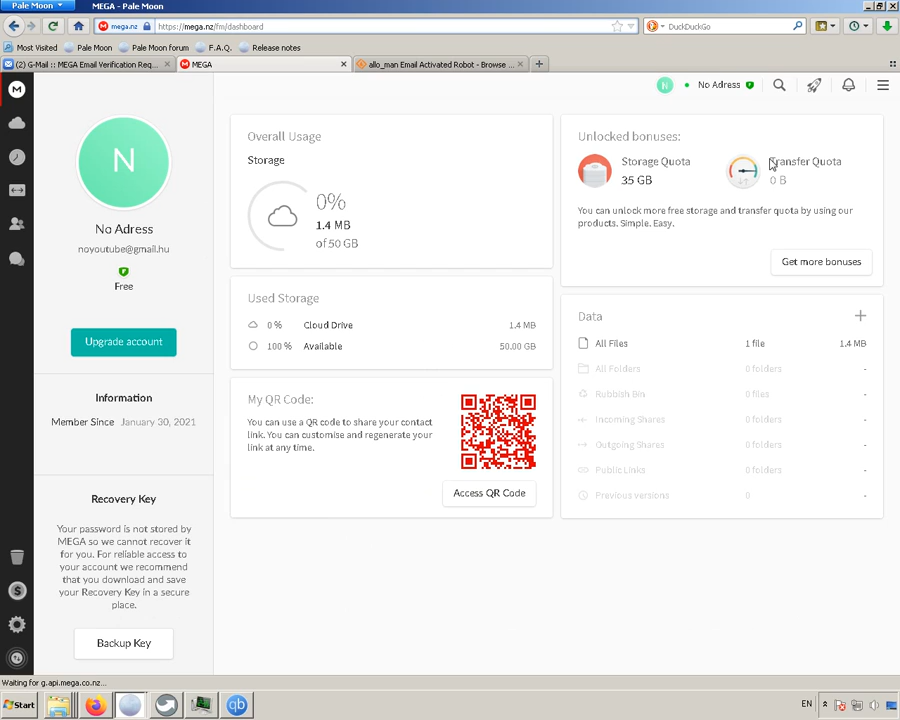 Pale Moon
MEGA - Pale Moon
mega.nz
https://mega.nz/fm/dashboard
DuckDuckGo
Most Visited
Pale Moon
Pale Moon forum
F.A.Q.
Release notes
(2) G-Mail :: MEGA Email Verification Req...
MEGA
allo_man Email Activated Robot - Browse ...
N
No Adress
N
No Adress
noyoutube@gmail.hu
Free
Upgrade account
Information
Member Since January 30, 2021
Recovery Key
Your password is not stored by
MEGA so we cannot recover it
for you. For reliable access to
your account we recommend
that you download and save
your Recovery Key in a secure
place.
Backup Key
Overall Usage
Storage
0%
1.4 MB
of 50 GB
Used Storage
0 % Cloud Drive 1.4 MB
100 % Available 50.00 GB
My QR Code:
You can use a QR code to share your contact
link. You can customise and regenerate your
link at any time.
Access QR Code
Unlocked bonuses:
Storage Quota
35 GB
Transfer Quota
0 B
You can unlock more free storage and transfer quota by using our
products. Simple. Easy.
Get more bonuses
Data
All Files 1 file 1.4 MB
All Folders 0 folders -
Rubbish Bin 0 files -
Incoming Shares 0 folders -
Outgoing Shares 0 folders -
Public Links 0 folders -
Previous versions 0 -
Waiting for g.api.mega.co.nz...
Start
qb
EN